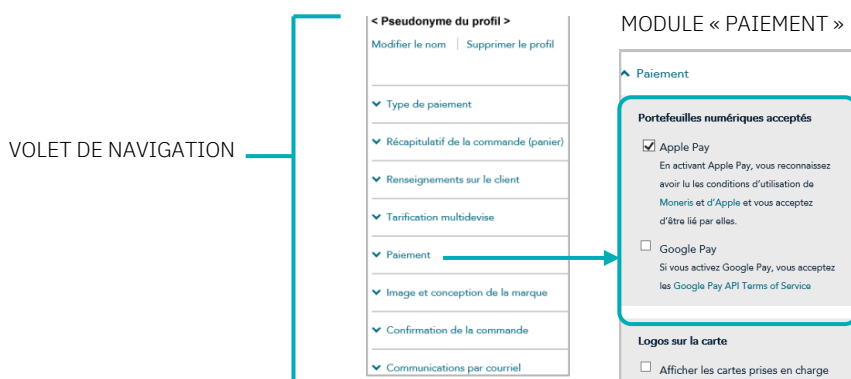 < Pseudonyme du profil >
Modifier le nom | Supprimer le profil
VOLET DE NAVIGATION
Type de paiement
Récapitulatif de la commande (panier)
Renseignements sur le client
Tarification multidevise
Paiement
Image et conception de la marque
Confirmation de la commande
Communications par courriel
MODULE « PAIEMENT »
Paiement
Portefeuilles numériques acceptés
Apple Pay
En activant Apple Pay, vous reconnaissez
avoir lu les conditions d'utilisation de
Moneris et d'Apple et vous acceptez
d'être lié par elles.
Google Pay
Si vous activez Google Pay, vous acceptez
les Google Pay API Terms of Service
Logos sur la carte
Afficher les cartes prises en charge